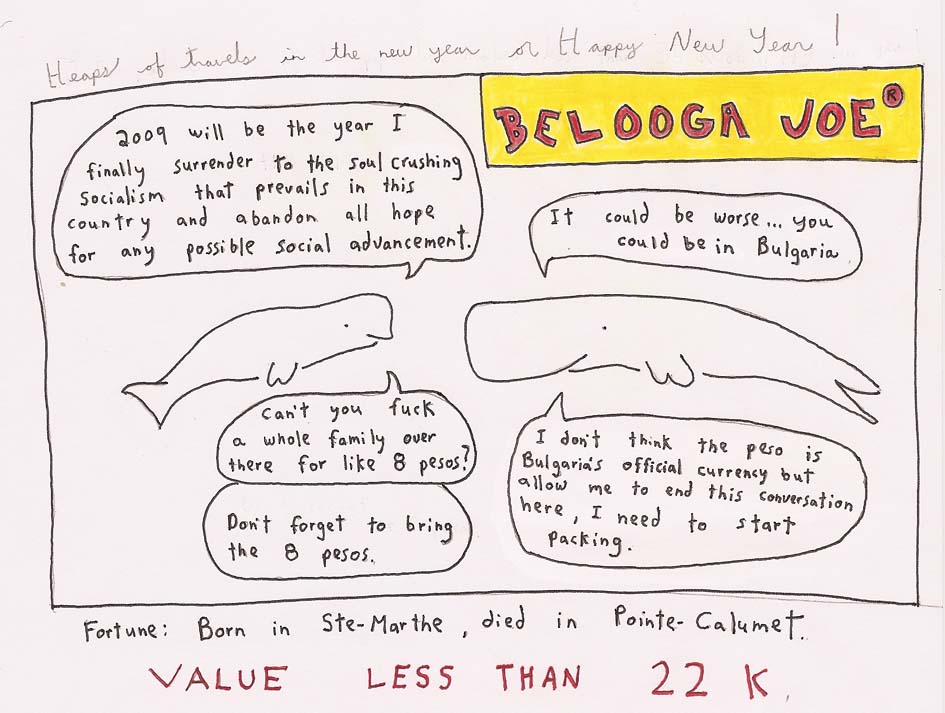 Heaps of travels in the new year or Happy New Year!
BELOOGA JOE®
2009 will be the year I
finally surrender to the soul crushing
socialism that prevails in this
country and abandon all hope
for any possible social advancement.
It could be worse... you
could be in Bulgaria
Can't you fuck
a whole family over
there for like 8 pesos?
Don't forget to bring
the 8 pesos.
I don't think the peso is
Bulgaria's official currency but
allow me to end this conversation
here, I need to start
packing.
Fortune: Born in Ste-Marthe, died in Pointe-Calumet.
VALUE LESS THAN 22 K.